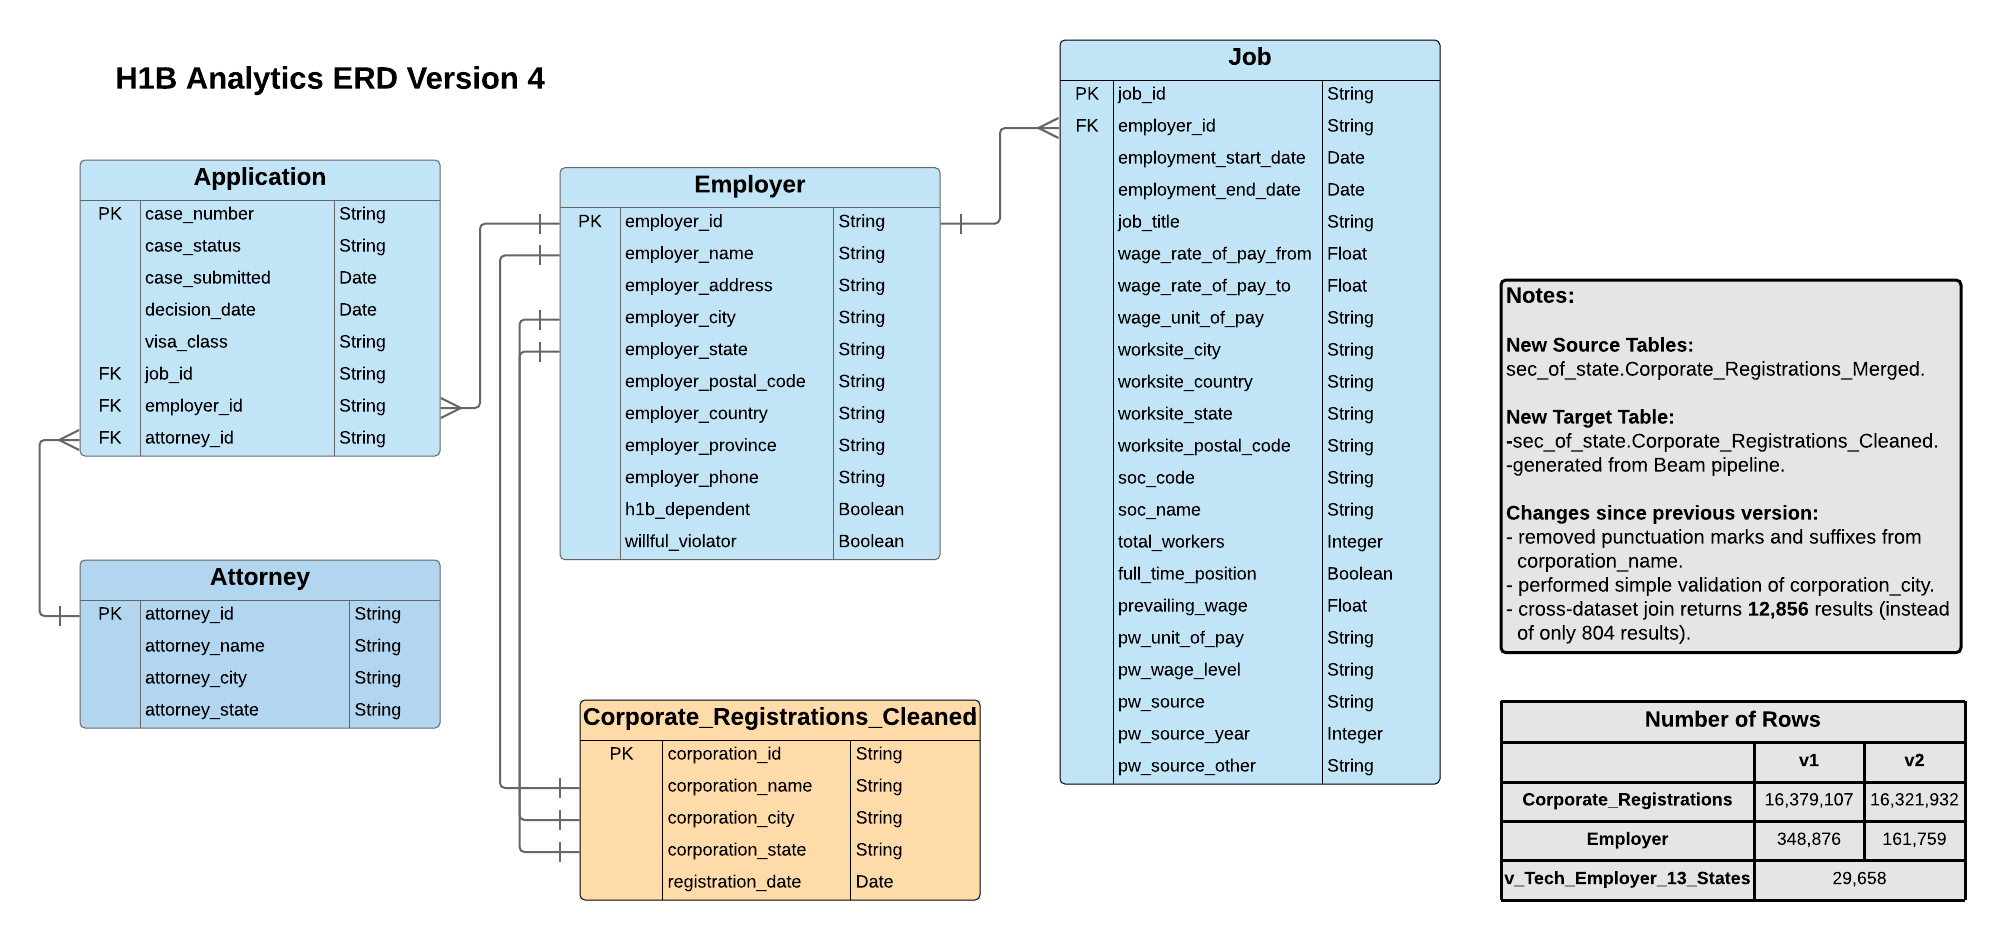 H1B Analytics ERD Version 4
Application
PK case_number String
case_status String
case_submitted Date
decision_date Date
visa_class String
FK job_id String
FK employer_id String
FK attorney_id String
Attorney
PK attorney_id String
attorney_name String
attorney_city String
attorney_state String
Employer
PK employer_id String
employer_name String
employer_address String
employer_city String
employer_state String
employer_postal_code String
employer_country String
employer_province String
employer_phone String
h1b_dependent Boolean
willful_violator Boolean
Corporate_Registrations_Cleaned
PK corporation_id String
corporation_name String
corporation_city String
corporation_state String
registration_date Date
Job
PK job_id String
FK employer_id String
employment_start_date Date
employment_end_date Date
job_title String
wage_rate_of_pay_from Float
wage_rate_of_pay_to Float
wage_unit_of_pay String
worksite_city String
worksite_country String
worksite_state String
worksite_postal_code String
soc_code String
soc_name String
total_workers Integer
full_time_position Boolean
prevailing_wage Float
pw_unit_of_pay String
pw_wage_level String
pw_source String
pw_source_year Integer
pw_source_other String
Notes:
New Source Tables:
sec_of_state.Corporate_Registrations_Merged.
New Target Table:
-sec_of_state.Corporate_Registrations_Cleaned.
-generated from Beam pipeline.
Changes since previous version:
- removed punctuation marks and suffixes from
corporation_name.
- performed simple validation of corporation_city.
- cross-dataset join returns 12,856 results (instead
of only 804 results).
Number of Rows
v1 v2
Corporate_Registrations 16,379,107 16,321,932
Employer 348,876 161,759
v_Tech_Employer_13_States 29,658